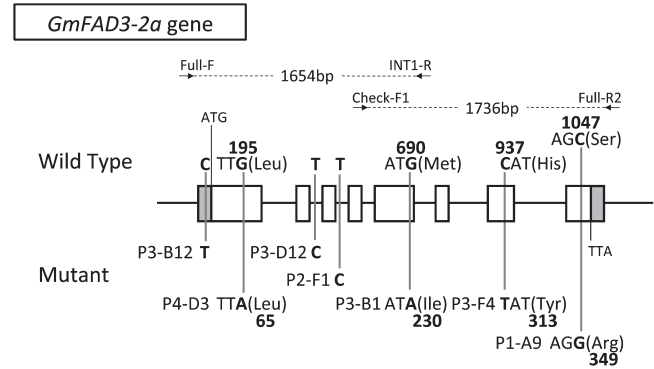 GmFAD3-2a gene
Full-F 1654bp INT1-R
Check-F1 1736bp Full-R2
ATG 195 690 937 1047
AGC(Ser)
Wild Type C TTG(Leu) T T ATG(Met) CAT(His)
P3-B12 T P3-D12 C TTA
Mutant P2-F1 C
P4-D3 TTA(Leu) P3-B1 ATA(Ile) P3-F4 TAT(Tyr)
65 230 313
P1-A9 AGG(Arg)
349